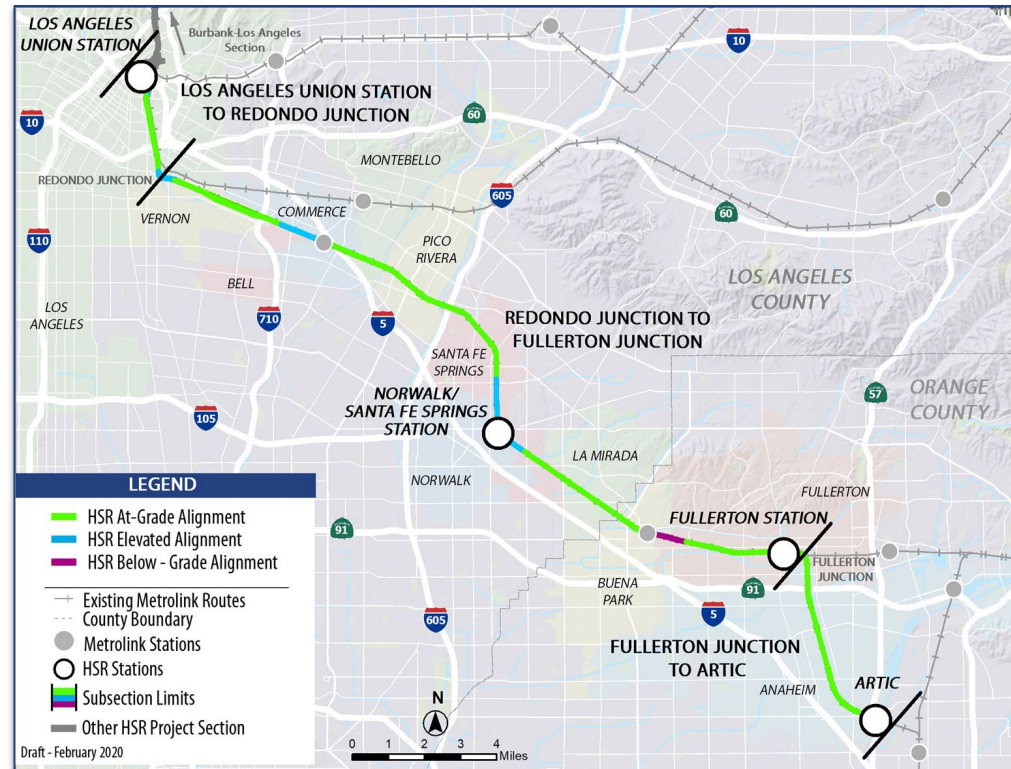 LOS ANGELES
UNION STATION
Burbank-Los Angeles
Section
10
LOS ANGELES UNION STATION
TO REDONDO JUNCTION
10
60
MONTEBELLO
REDONDO JUNCTION
605
VERNON
COMMERCE
60
110
PICO
RIVERA
BELL
LOS ANGELES
COUNTY
LOS
ANGELES
710
5
REDONDO JUNCTION TO
FULLERTON JUNCTION
SANTA FE
SPRINGS
ORANGE
COUNTY
57
NORWALK/
SANTA FE SPRINGS
STATION
105
LA MIRADA
NORWALK
FULLERTON
FULLERTON STATION
91
FULLERTON
JUNCTION
BUENA
PARK
91
5
605
FULLERTON JUNCTION
TO ARTIC
ANAHEIM
ARTIC
LEGEND
HSR At-Grade Alignment
HSR Elevated Alignment
HSR Below - Grade Alignment
Existing Metrolink Routes
County Boundary
Metrolink Stations
HSR Stations
Subsection Limits
Other HSR Project Section
Draft - February 2020
N
0 1 2 3 4
Miles